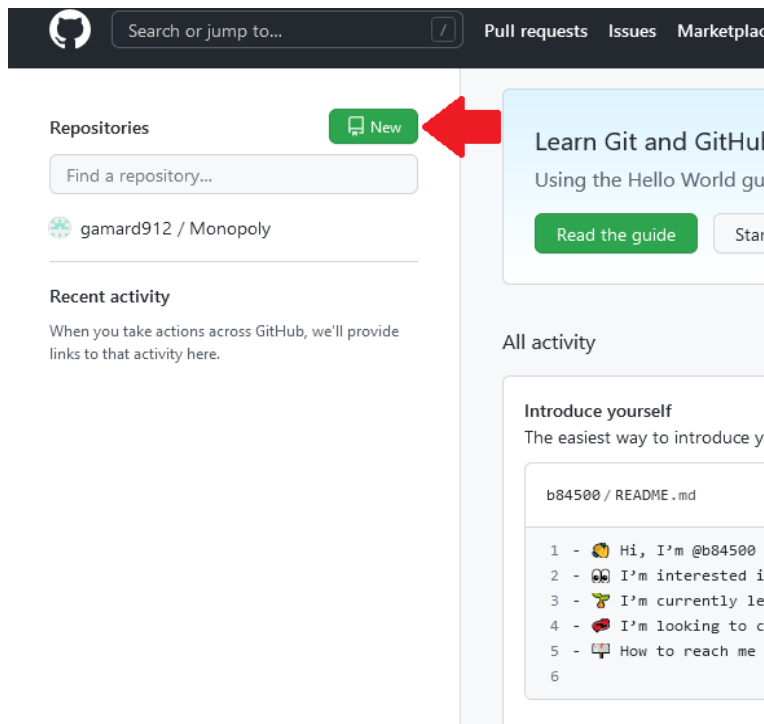 Search or jump to... /
Pull requests Issues
Repositories
New
Find a repository...
gamard912 / Monopoly
Recent activity
When you take actions across GitHub, we'll provide
links to that activity here.
Learn Git and
Using the Hello World
Read the guide
All activity
Introduce yourself
The easiest way to introduce
b84500 / README.md
1 - 👏 Hi, I'm @b84500
2 - 👀 I'm interested
3 - 🌱 I'm currently
4 - 💞️ I'm looking to
5 - 📫 How to reach me
6